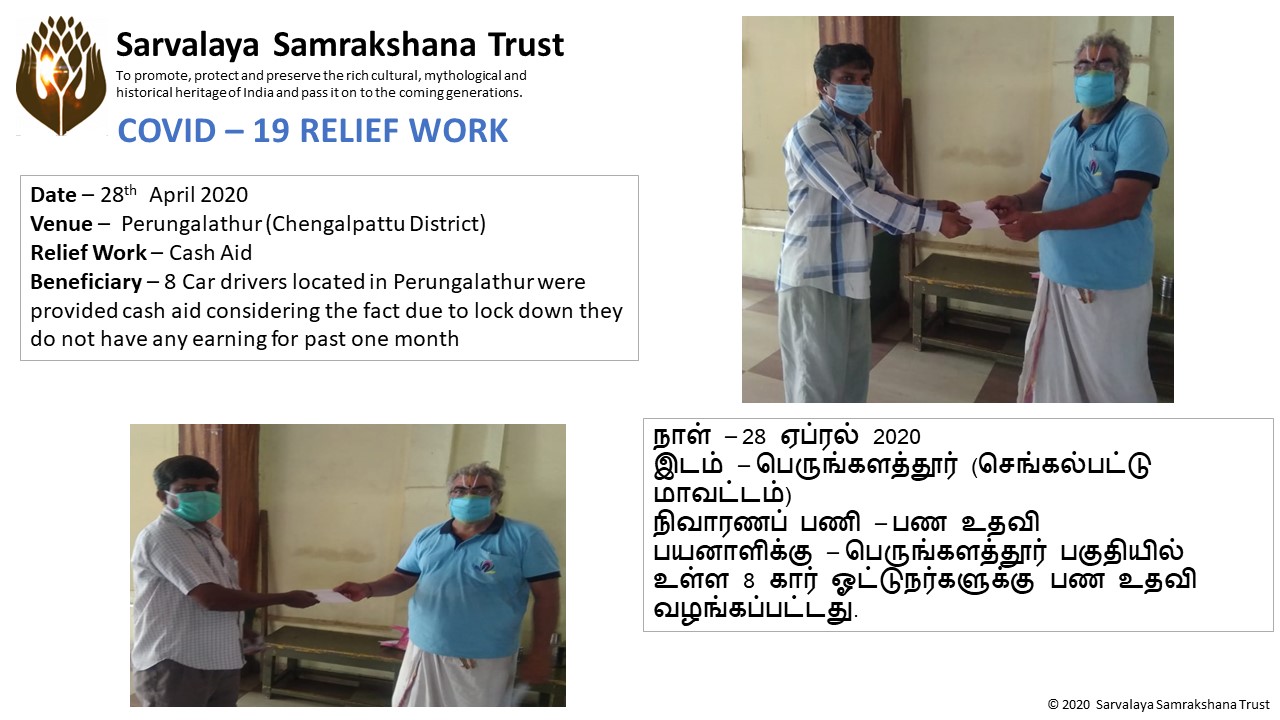 Sarvalaya Samrakshana Trust
To promote, protect and preserve the rich cultural, mythological and
historical heritage of India and pass it on to the coming generations.
COVID – 19 RELIEF WORK
Date – 28th April 2020
Venue – Perungalathur (Chengalpattu District)
Relief Work – Cash Aid
Beneficiary – 8 Car drivers located in Perungalathur were
provided cash aid considering the fact due to lock down they
do not have any earning for past one month
நாள் – 28 ஏப்ரல் 2020
இடம் – பெருங்களத்தூர் (செங்கல்பட்டு
மாவட்டம்)
நிவாரணப் பணி – பண உதவி
பயனாளிக்கு – பெருங்களத்தூர் பகுதியில்
உள்ள 8 கார் ஓட்டுநர்களுக்கு பண உதவி
வழங்கப்பட்டது.
© 2020 Sarvalaya Samrakshana Trust